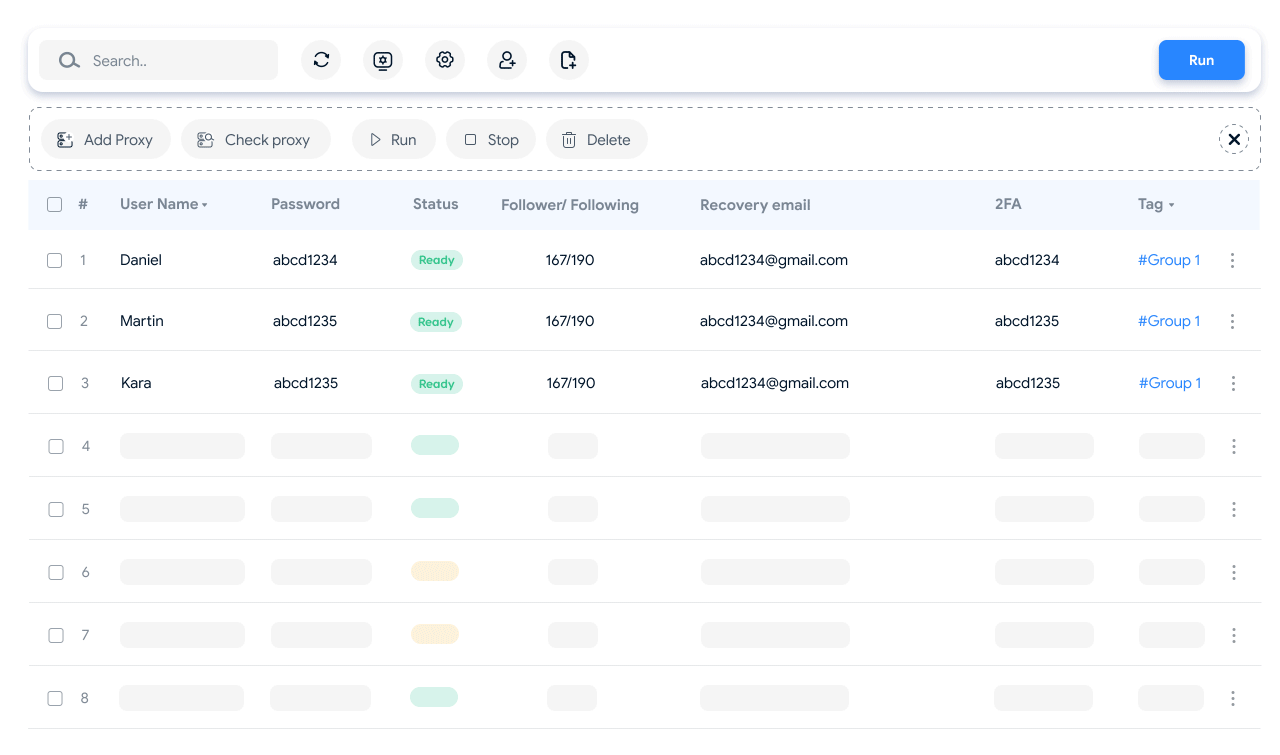 Search..
Run
Add Proxy Check proxy Run Stop Delete
# User Name Password Status Follower/ Following Recovery email 2FA Tag
1 Daniel abcd1234 Ready 167/190 abcd1234@gmail.com abcd1234 #Group 1
2 Martin abcd1235 Ready 167/190 abcd1234@gmail.com abcd1235 #Group 1
3 Kara abcd1235 Ready 167/190 abcd1234@gmail.com abcd1235 #Group 1
4
5
6
7
8